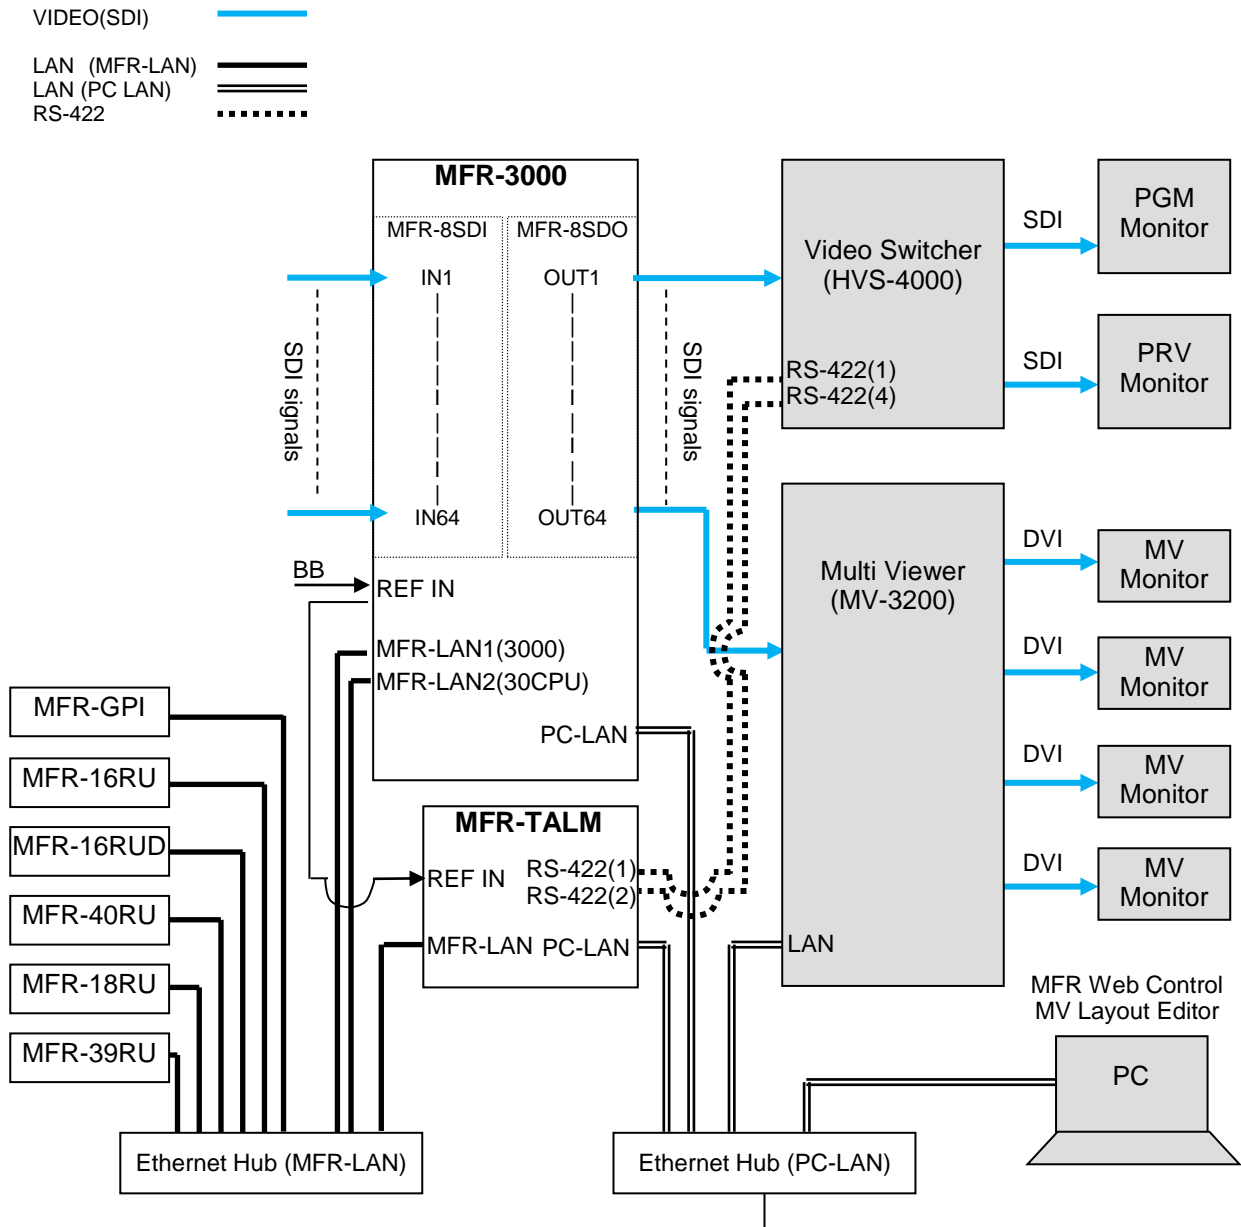 VIDEO(SDI)
LAN (MFR-LAN)
LAN (PC LAN)
RS-422
MFR-3000
MFR-8SDI
MFR-8SDO
IN1
OUT1
SDI signals
SDI signals
IN64
OUT64
BB
REF IN
MFR-LAN1(3000)
MFR-LAN2(30CPU)
PC-LAN
Video Switcher
(HVS-4000)
RS-422(1)
RS-422(4)
SDI
PGM
Monitor
SDI
PRV
Monitor
Multi Viewer
(MV-3200)
LAN
DVI
MV
Monitor
DVI
MV
Monitor
DVI
MV
Monitor
DVI
MV
Monitor
MFR-GPI
MFR-16RU
MFR-16RUD
MFR-40RU
MFR-18RU
MFR-39RU
MFR-TALM
REF IN
RS-422(1)
RS-422(2)
MFR-LAN
PC-LAN
MFR Web Control
MV Layout Editor
PC
Ethernet Hub (MFR-LAN)
Ethernet Hub (PC-LAN)